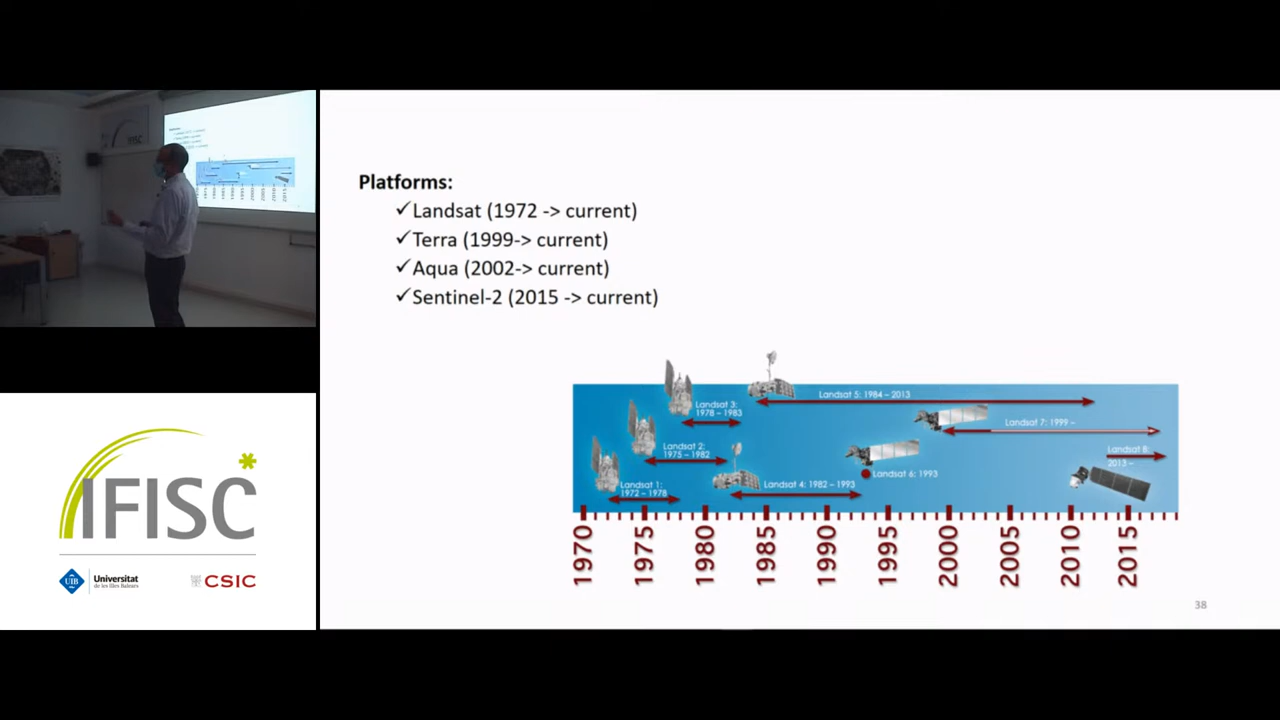 IFISC
Platforms:
✓Landsat (1972 -> current)
✓Terra (1999-> current)
✓Aqua (2002-> current)
✓Sentinel-2 (2015 -> current)
Landsat 3:
1978 – 1983
Landsat 5: 1984 – 2013
Landsat 7: 1999 –
Landsat 2:
1975 – 1982
Landsat 8:
2013 –
Landsat 6: 1993
Landsat 1:
1972 – 1978
Landsat 4: 1982 – 1993
1970 1975 1980 1985 1990 1995 2000 2005 2010 2015
38
IFISC
UIB
Universitat
de les Illes Balears
CSIC